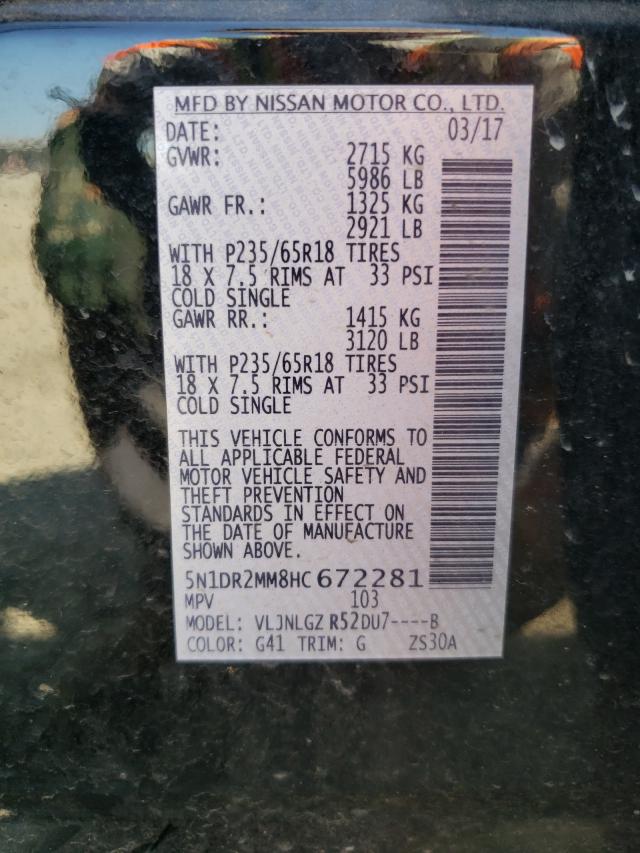 MFD BY NISSAN MOTOR CO., LTD.
DATE: 03/17
GVWR: 2715 KG
5986 LB
GAWR FR.: 1325 KG
2921 LB
WITH P235/65R18 TIRES
18 X 7.5 RIMS AT 33 PSI
COLD SINGLE
GAWR RR.: 1415 KG
3120 LB
WITH P235/65R18 TIRES
18 X 7.5 RIMS AT 33 PSI
COLD SINGLE
THIS VEHICLE CONFORMS TO
ALL APPLICABLE FEDERAL
MOTOR VEHICLE SAFETY AND
THEFT PREVENTION
STANDARDS IN EFFECT ON
THE DATE OF MANUFACTURE
SHOWN ABOVE.
5N1DR2MM8HC672281
MPV 103
MODEL: VLJNLGZ R52DU7----B
COLOR: G41 TRIM: G ZS30A